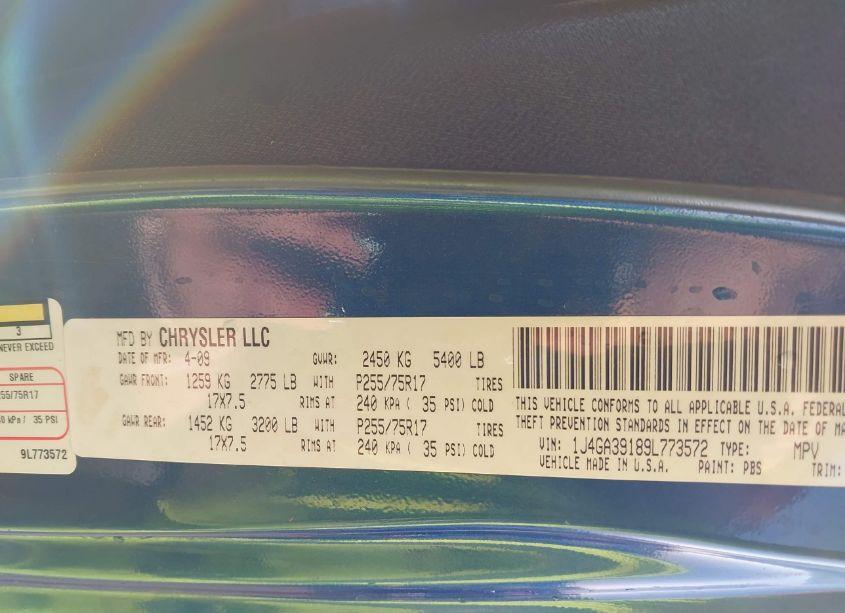 3
NEVER EXCEED
SPARE
255/75R17
0 kPa / 35 PSI
9L773572
MFD BY CHRYSLER LLC
DATE OF MFR: 4-09 GVWR: 2450 KG 5400 LB
GAWR FRONT: 1259 KG 2775 LB WITH P255/75R17 TIRES
17X7.5 RIMS AT 240 KPA ( 35 PSI) COLD
GAWR REAR: 1452 KG 3200 LB WITH P255/75R17 TIRES
17X7.5 RIMS AT 240 KPA ( 35 PSI) COLD
THIS VEHICLE CONFORMS TO ALL APPLICABLE U.S.A. FEDERAL
THEFT PREVENTION STANDARDS IN EFFECT ON THE DATE OF MA
VIN: 1J4GA39189L773572 TYPE: MPV
VEHICLE MADE IN U.S.A. PAINT: PBS TRIM: